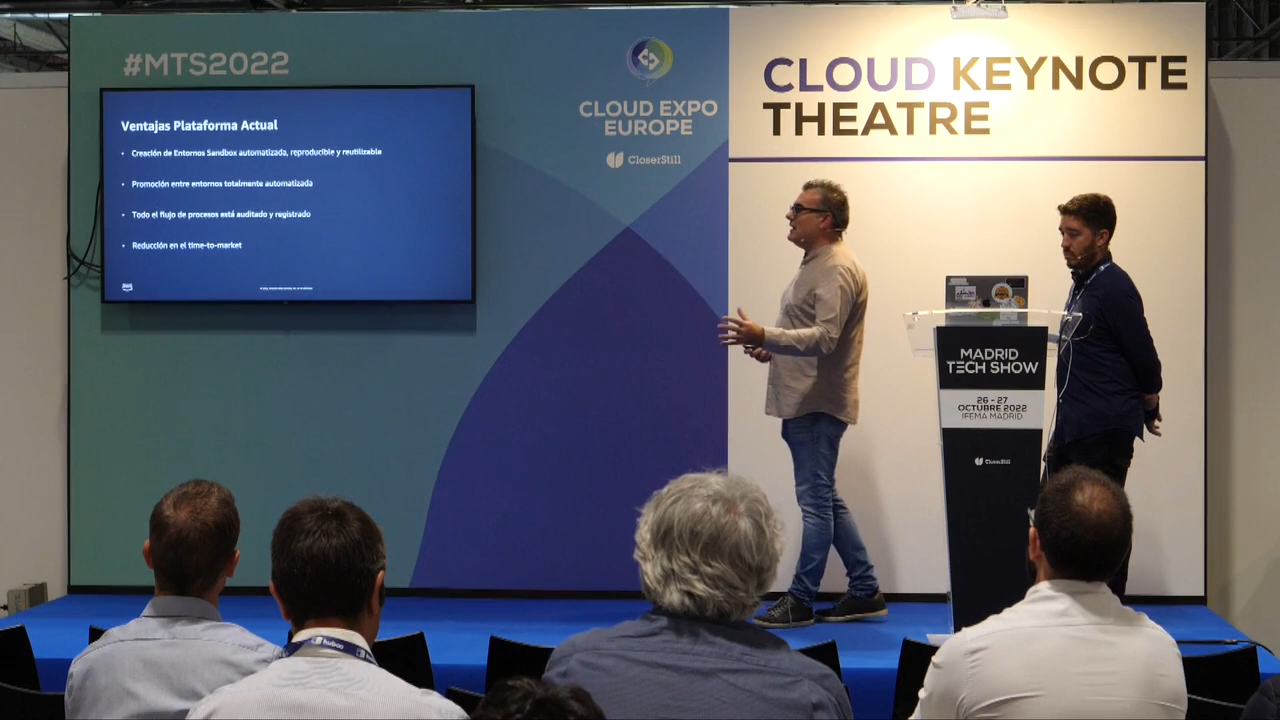 #MTS2022
Ventajas Plataforma Actual
• Creación de Entornos Sandbox automatizada, reproducible y reutilizable
• Promoción entre entornos totalmente automatizada
• Todo el flujo de procesos está auditado y registrado
• Reducción en el time-to-market
aws
CLOUD EXPO
EUROPE
CloserStill
CLOUD KEYNOTE
THEATRE
MADRID
TECH SHOW
26 - 27
OCTUBRE 2022
IFEMA MADRID
CloserStill
huboo